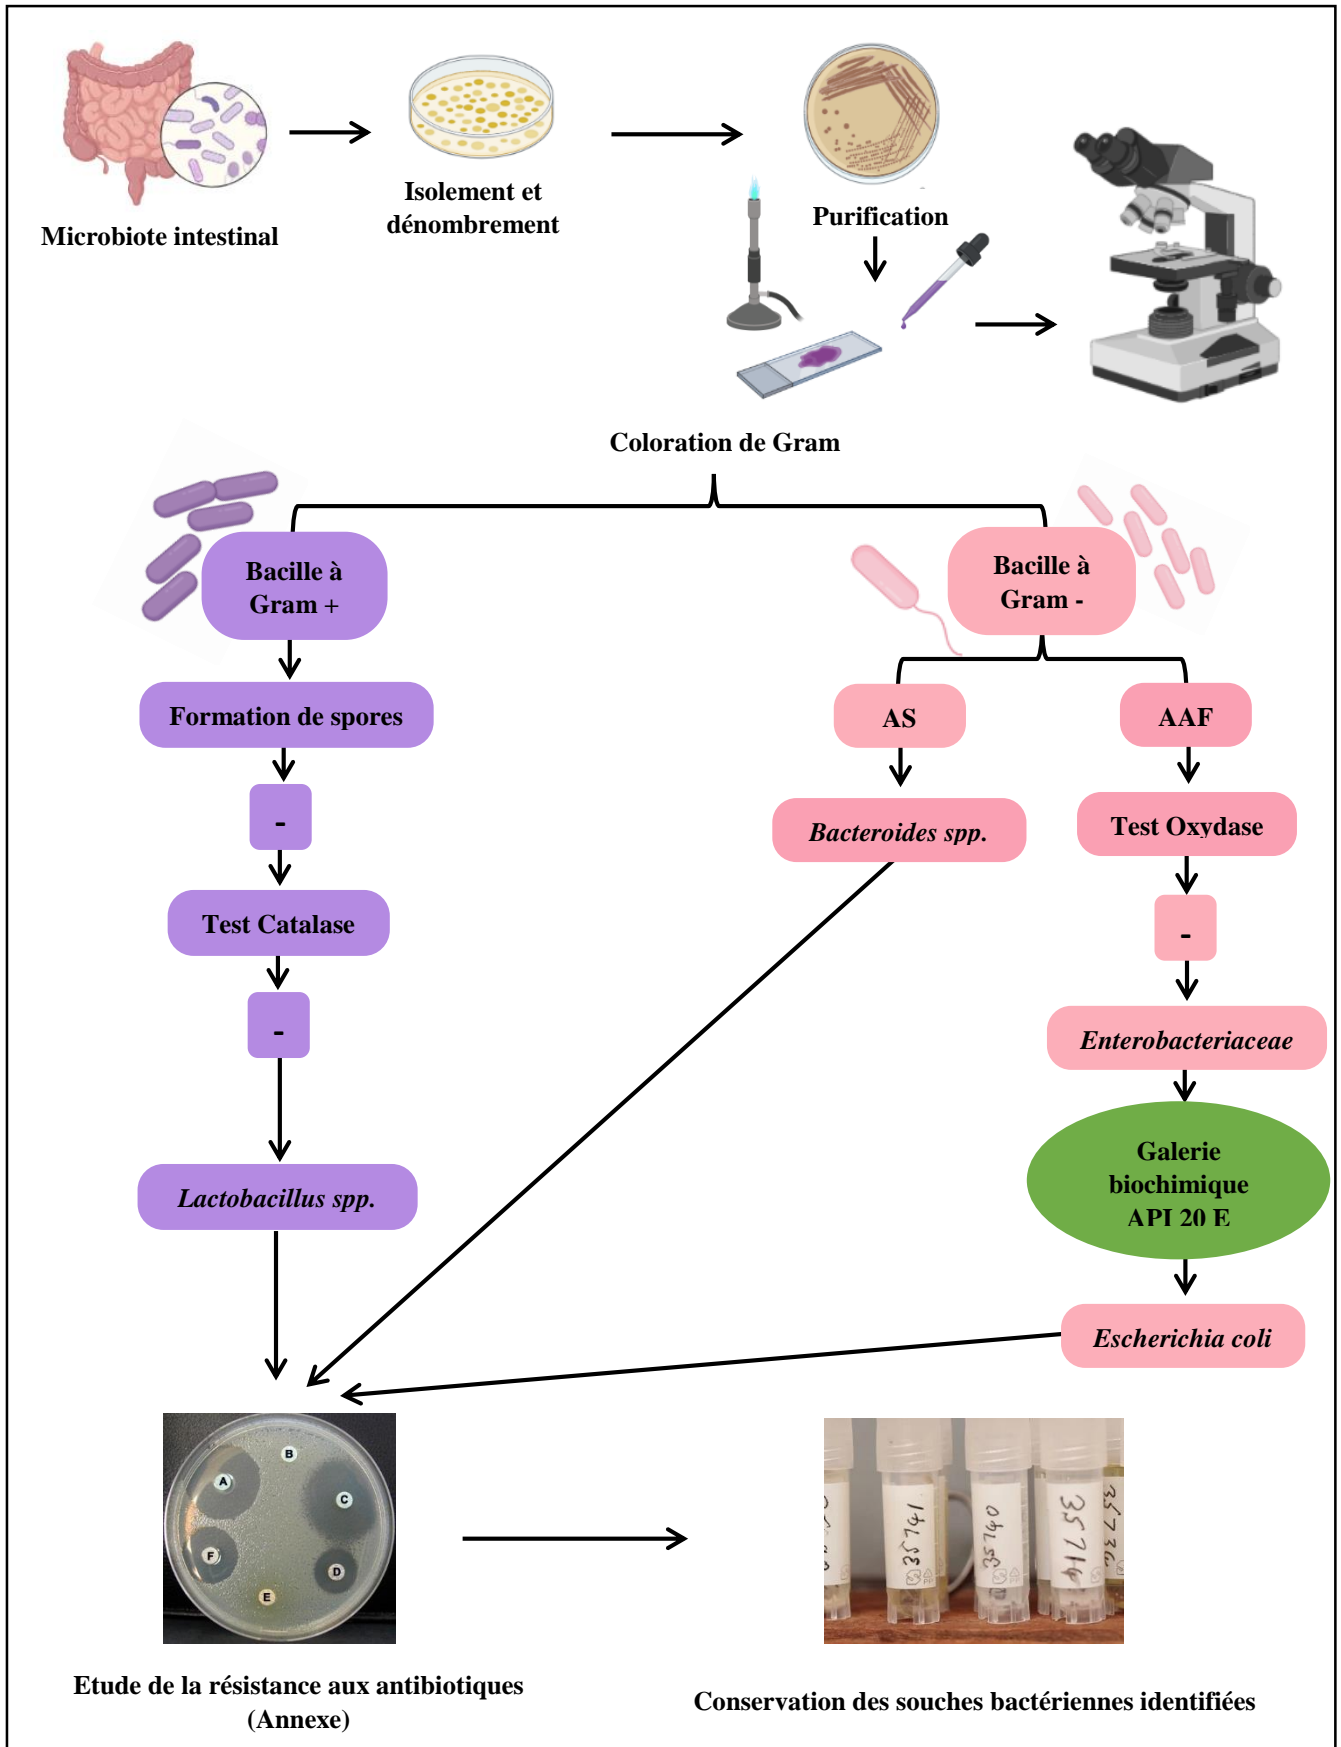 Microbiote intestinal
Isolement et
dénombrement
Purification
Coloration de Gram
Bacille à
Gram +
Bacille à
Gram -
Formation de spores
-
Test Catalase
-
Lactobacillus spp.
AS
Bacteroides spp.
AAF
Test Oxydase
-
Enterobacteriaceae
Galerie
biochimique
API 20 E
Escherichia coli
A
B
C
D
E
F
35741
35740
35714
35736
Etude de la résistance aux antibiotiques
(Annexe)
Conservation des souches bactériennes identifiées